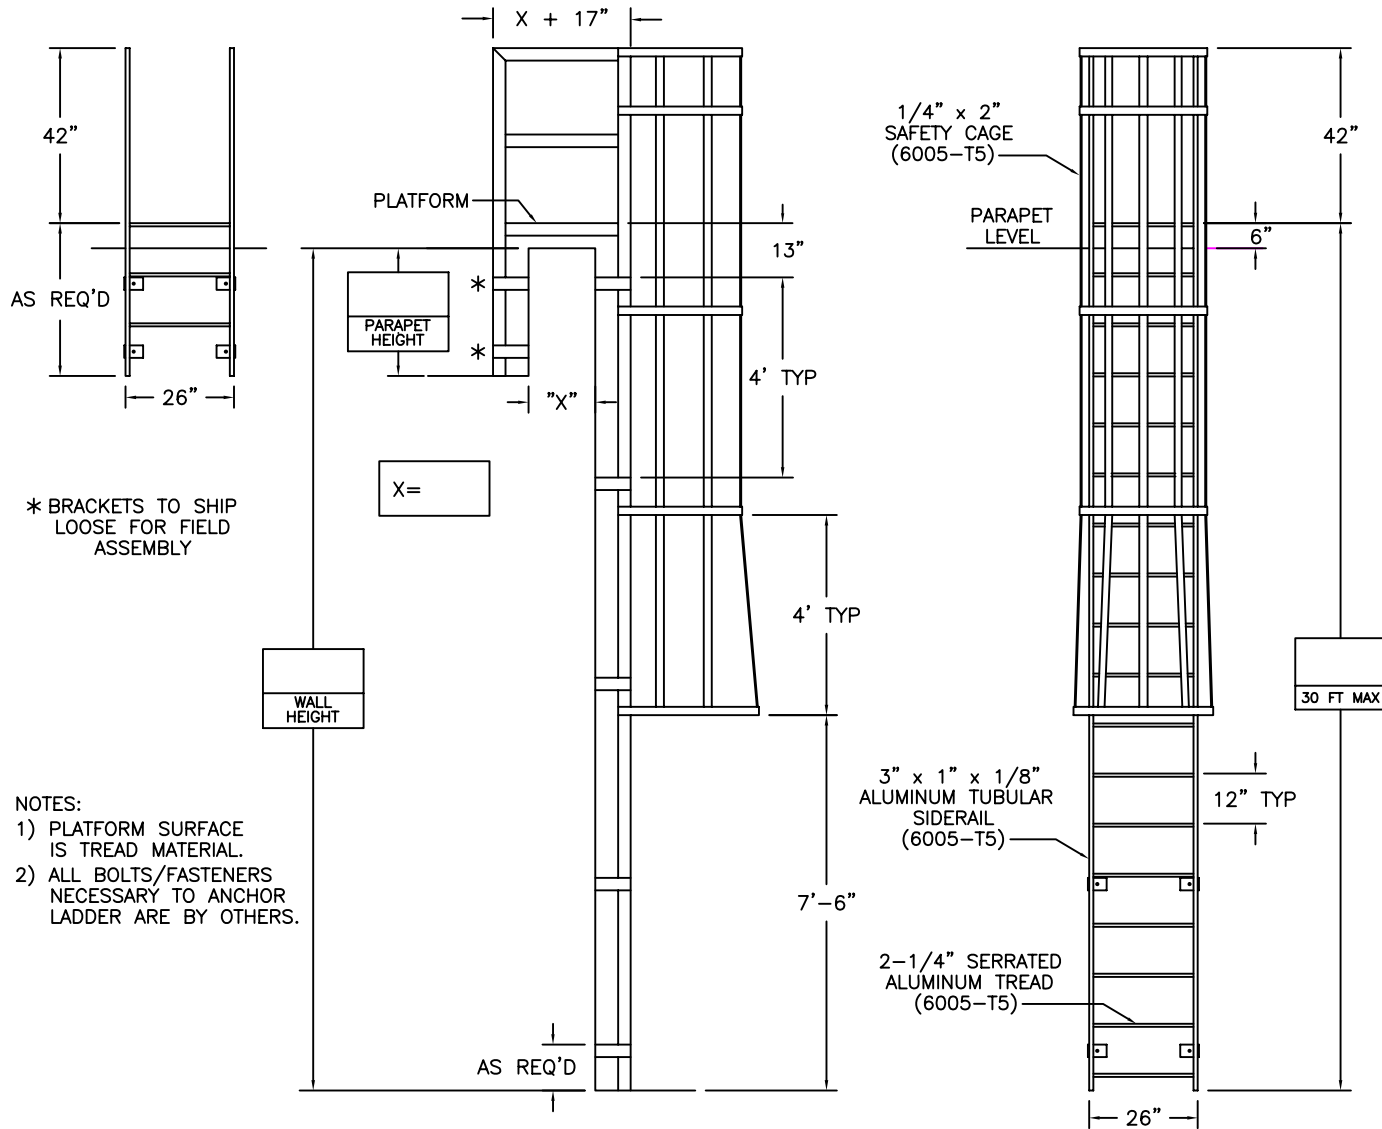 X + 17"
42"
1/4" x 2"
SAFETY CAGE
(6005-T5)
42"
PLATFORM
PARAPET
LEVEL
6"
13"
AS REQ'D
*
PARAPET
HEIGHT
*
4' TYP
26"
"X"
X=
* BRACKETS TO SHIP
LOOSE FOR FIELD
ASSEMBLY
4' TYP
WALL
HEIGHT
30 FT MAX
NOTES:
1) PLATFORM SURFACE
IS TREAD MATERIAL.
2) ALL BOLTS/FASTENERS
NECESSARY TO ANCHOR
LADDER ARE BY OTHERS.
3" x 1" x 1/8"
ALUMINUM TUBULAR
SIDERAIL
(6005-T5)
12" TYP
7'-6"
2-1/4" SERRATED
ALUMINUM TREAD
(6005-T5)
AS REQ'D
26"